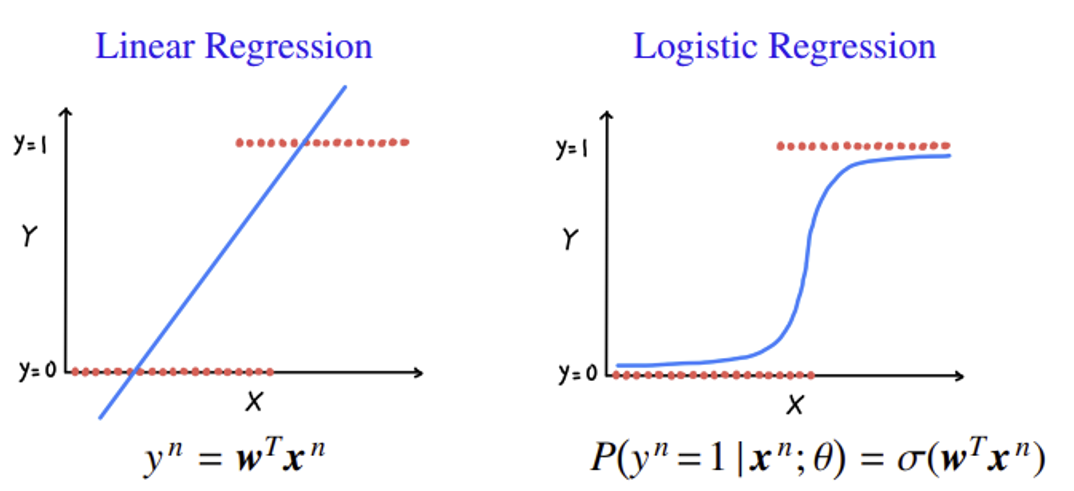 Linear Regression
y=1
Y
y=0
X
yⁿ = wᵀxⁿ
Logistic Regression
y=1
Y
y=0
X
P(yⁿ = 1 | xⁿ; θ) = σ(wᵀxⁿ)